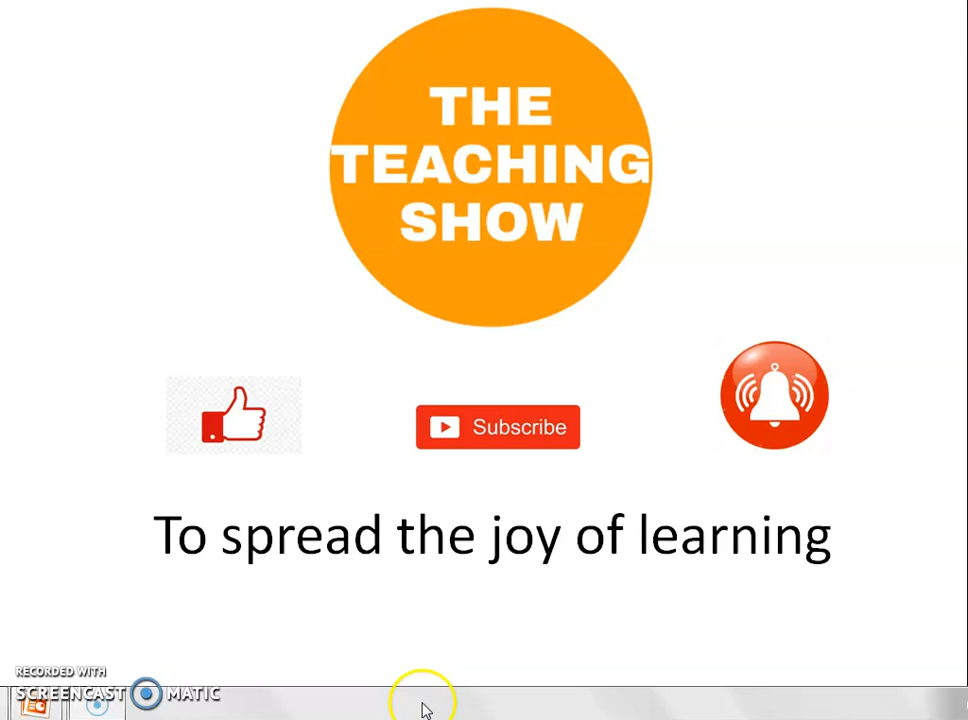 THE
TEACHING
SHOW
Subscribe
To spread the joy of learning
RECORDED WITH
SCREENCAST MATIC